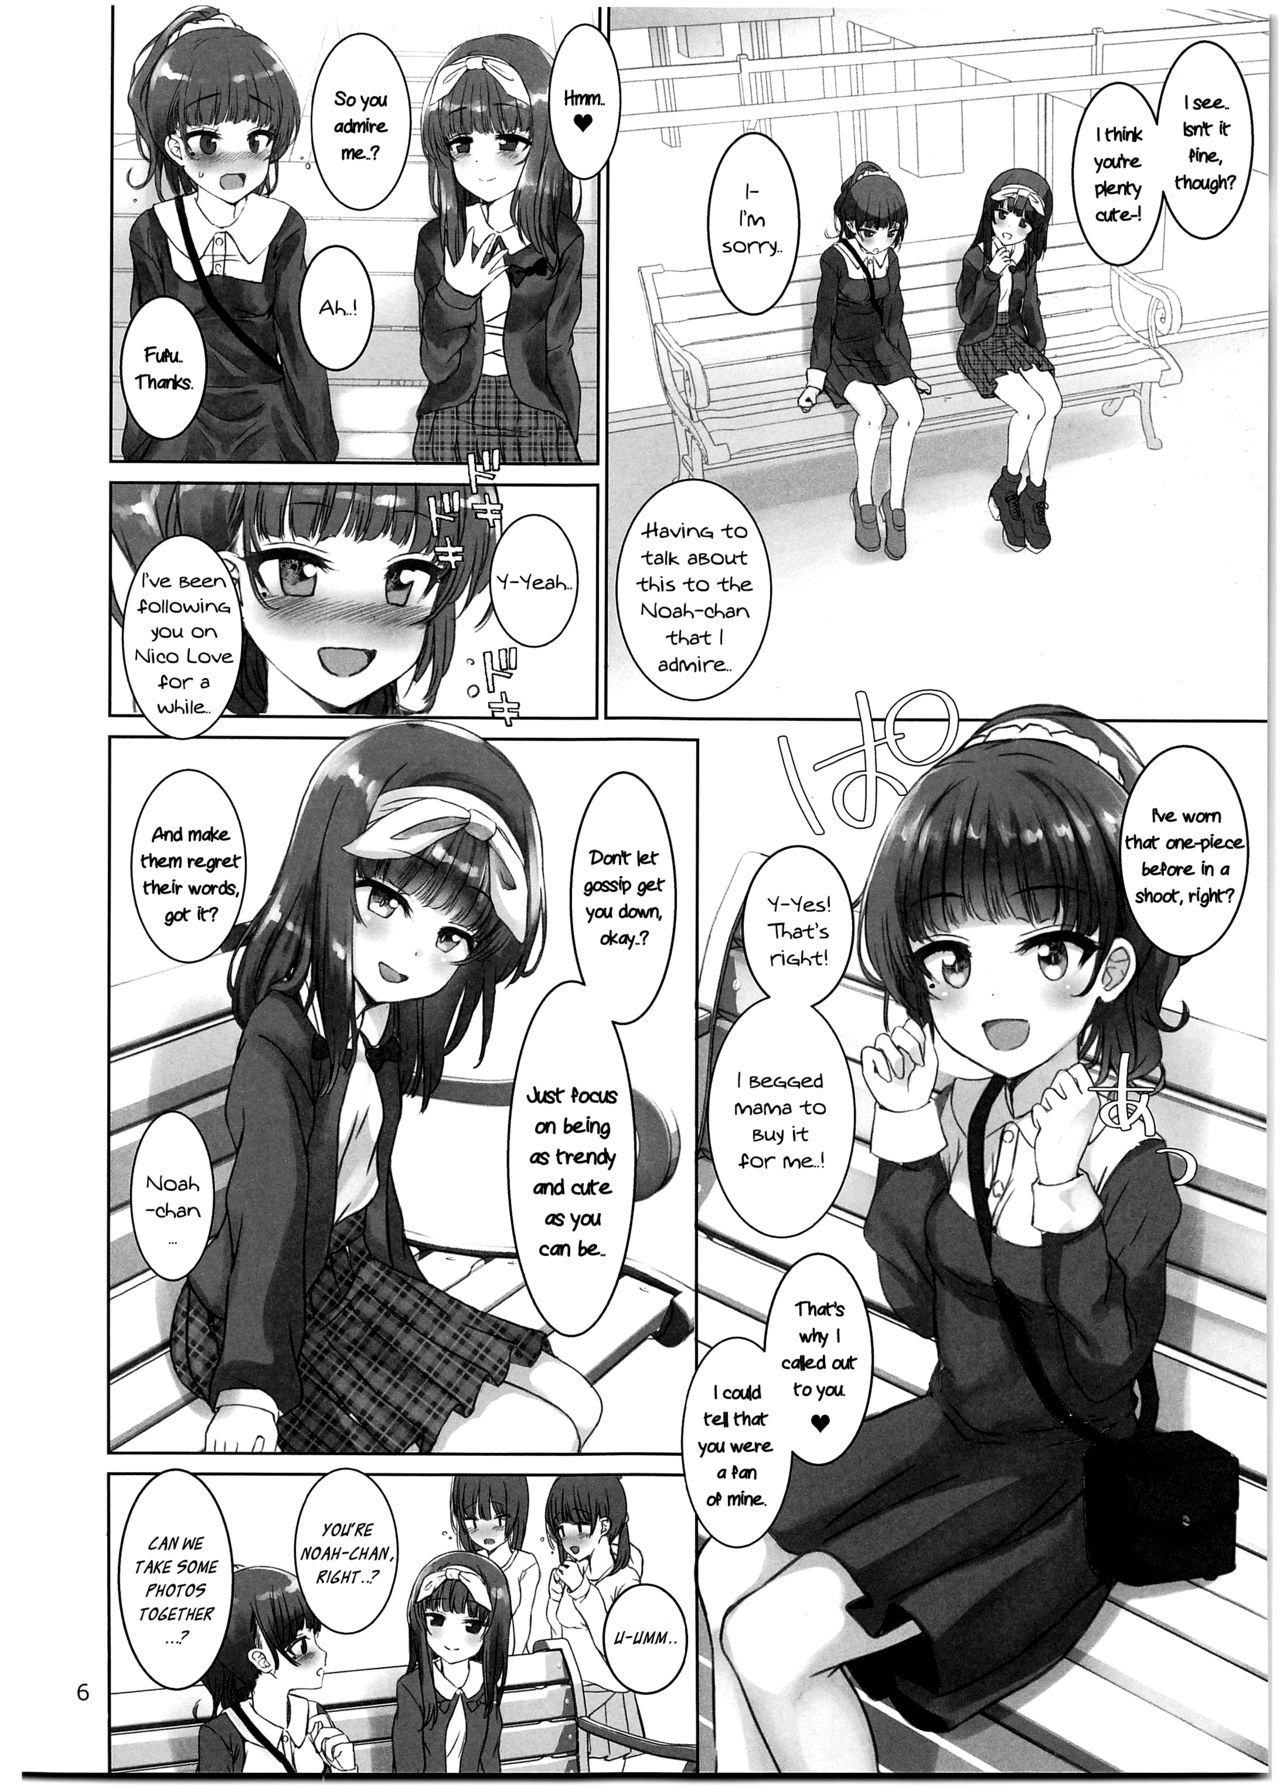 I see..
Isn't it
fine,
though?
I think
you're
plenty
cute~!
I-
I'm
sorry..
Having to
talk about
this to the
Noah-chan
that I
admire..
Hmm..
♥
So you
admire
me..?
Ah..!
Fufu..
Thanks.
ドキ
ドキ
Y-Yeah..
I've been
following
you on
Nico Love
for a
while..
ドキ
I've worn
that one-piece
before in a
shoot, right?
ぱあっ
Y-Yes!
That's
right!
I begged
mama to
buy it
for me..!
That's
why I
called out
to you.
♥
I could
tell that
you were
a fan
of mine.
Don't let
gossip get
you down,
okay..?
Just focus
on being
as trendy
and cute
as you
can be..
And make
them regret
their words,
got it?
Noah
-chan
...
U-UMM..
YOU'RE
NOAH-CHAN,
RIGHT..?
CAN WE
TAKE SOME
PHOTOS
TOGETHER
...?
6